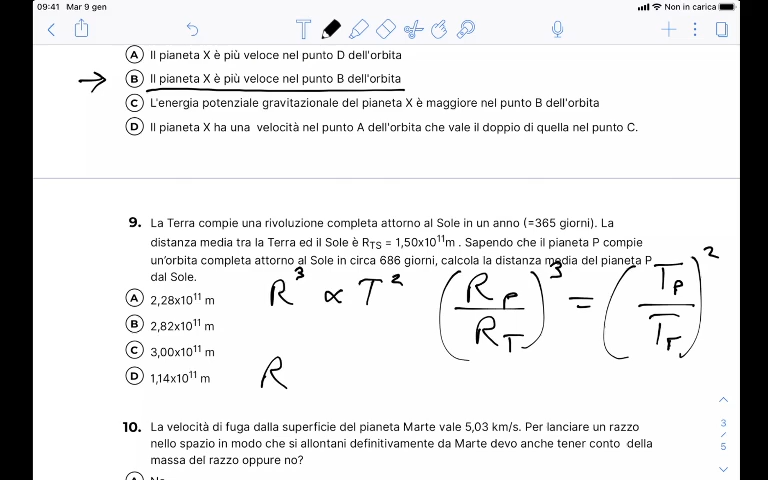 09:41 Mar 9 gen Non in carica
A Il pianeta X è più veloce nel punto D dell'orbita
→ B Il pianeta X è più veloce nel punto B dell'orbita
C L'energia potenziale gravitazionale del pianeta X è maggiore nel punto B dell'orbita
D Il pianeta X ha una velocità nel punto A dell'orbita che vale il doppio di quella nel punto C.
9. La Terra compie una rivoluzione completa attorno al Sole in un anno (=365 giorni). La
distanza media tra la Terra ed il Sole è R_TS = 1,50x10¹¹m . Sapendo che il pianeta P compie
un'orbita completa attorno al Sole in circa 686 giorni, calcola la distanza media del pianeta P
dal Sole.
A 2,28x10¹¹ m
B 2,82x10¹¹ m
C 3,00x10¹¹ m
D 1,14x10¹¹ m
R³ ∝ T² (R_P / R_T)³ = (T_P / T_T)²
R
10. La velocità di fuga dalla superficie del pianeta Marte vale 5,03 km/s. Per lanciare un razzo
nello spazio in modo che si allontani definitivamente da Marte devo anche tener conto della
massa del razzo oppure no?
3
/
5